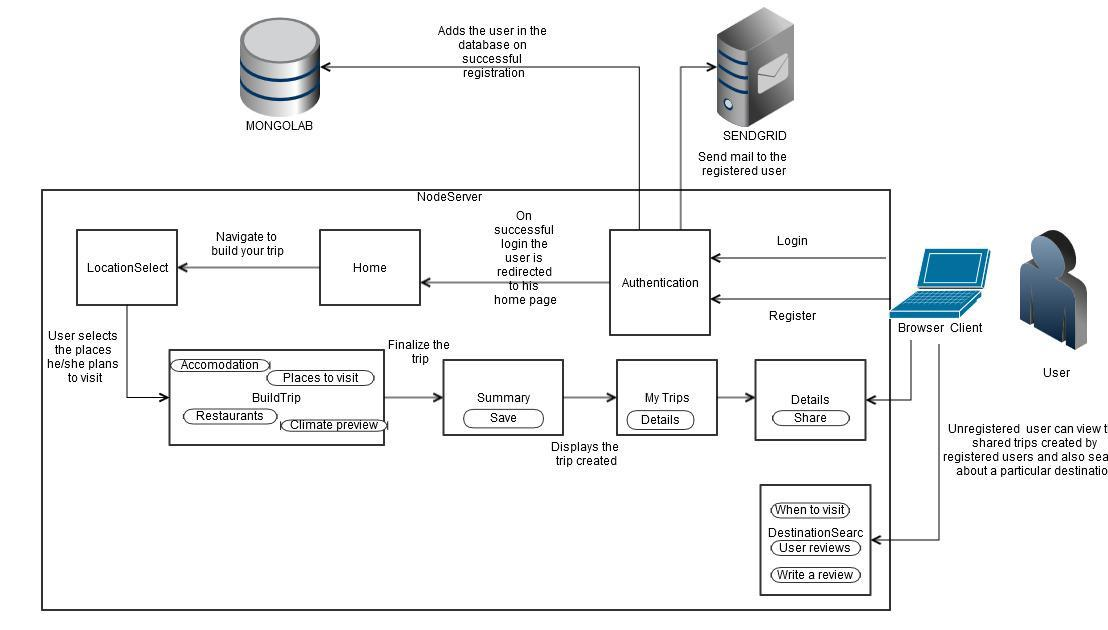 Adds the user in the
database on
successful
registration
MONGOLAB
SENDGRID
Send mail to the
registered user
NodeServer
On
successful
login the
user is
redirected
to his
home page
Navigate to
build your trip
LocationSelect
Home
Authentication
Login
Register
Browser Client
User
User selects
the places
he/she plans
to visit
Accomodation
Places to visit
BuildTrip
Restaurants
Climate preview
Finalize the
trip
Summary
Save
Displays the
trip created
My Trips
Details
Details
Share
Unregistered user can view t
shared trips created by
registered users and also sea
about a particular destinatio
When to visit
DestinationSearc
User reviews
Write a review